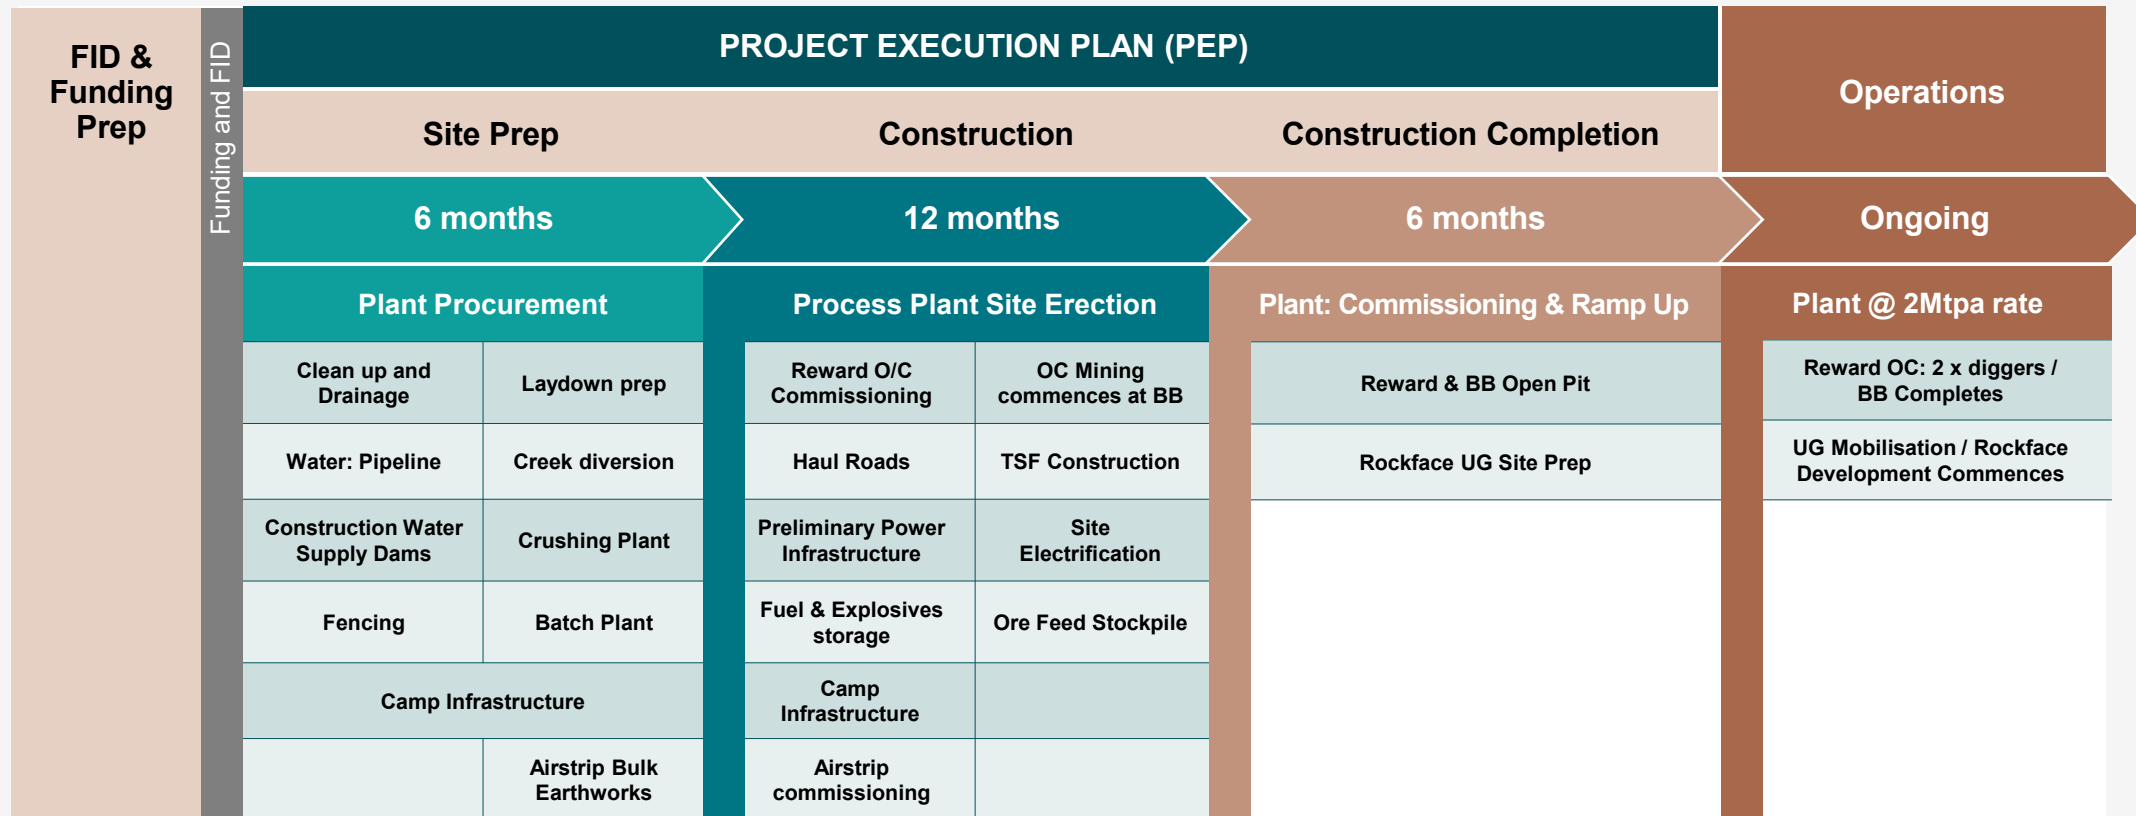 FID &
Funding
Prep
Funding and FID
PROJECT EXECUTION PLAN (PEP)
Operations
Site Prep
Construction
Construction Completion
6 months
12 months
6 months
Ongoing
Plant Procurement
Process Plant Site Erection
Plant: Commissioning & Ramp Up
Plant @ 2Mtpa rate
Clean up and
Drainage
Laydown prep
Water: Pipeline
Creek diversion
Construction Water
Supply Dams
Crushing Plant
Fencing
Batch Plant
Camp Infrastructure
Airstrip Bulk
Earthworks
Reward O/C
Commissioning
OC Mining
commences at BB
Haul Roads
TSF Construction
Preliminary Power
Infrastructure
Site
Electrification
Fuel & Explosives
storage
Ore Feed Stockpile
Camp
Infrastructure
Airstrip
commissioning
Reward & BB Open Pit
Rockface UG Site Prep
Reward OC: 2 x diggers /
BB Completes
UG Mobilisation / Rockface
Development Commences